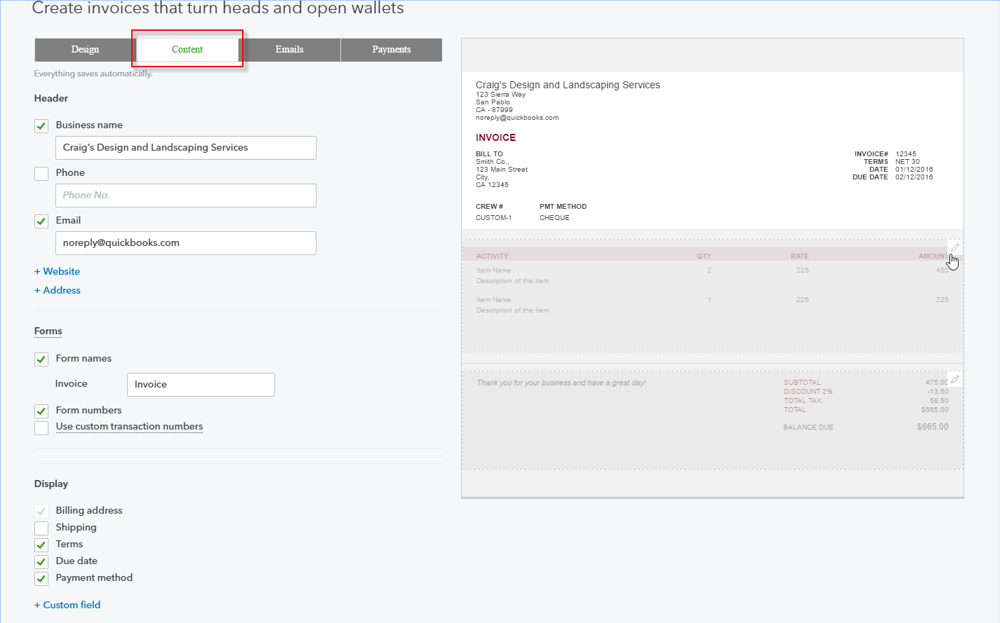 Create invoices that turn heads and open wallets
Design Content Emails Payments
Everything saves automatically.
Header
Business name
Craig's Design and Landscaping Services
Phone
Phone No.
Email
noreply@quickbooks.com
+ Website
+ Address
Forms
Form names
Invoice Invoice
Form numbers
Use custom transaction numbers
Display
Billing address
Shipping
Terms
Due date
Payment method
+ Custom field
Craig's Design and Landscaping Services
123 Sierra Way
San Pablo
CA - 87999
noreply@quickbooks.com
INVOICE
BILL TO
Smith Co.,
123 Main Street
City,
CA 12345
INVOICE# 12345
TERMS NET 30
DATE 01/12/2016
DUE DATE 02/12/2016
CREW # PMT METHOD
CUSTOM-1 CHEQUE
ACTIVITY QTY RATE AMOUNT
Item Name 2 225 450
Description of the item
Item Name 1 225 225
Description of the item
Thank you for your business and have a great day!
SUBTOTAL 475.00
DISCOUNT 2% -13.50
TOTAL TAX 58.50
TOTAL $665.00
BALANCE DUE $665.00